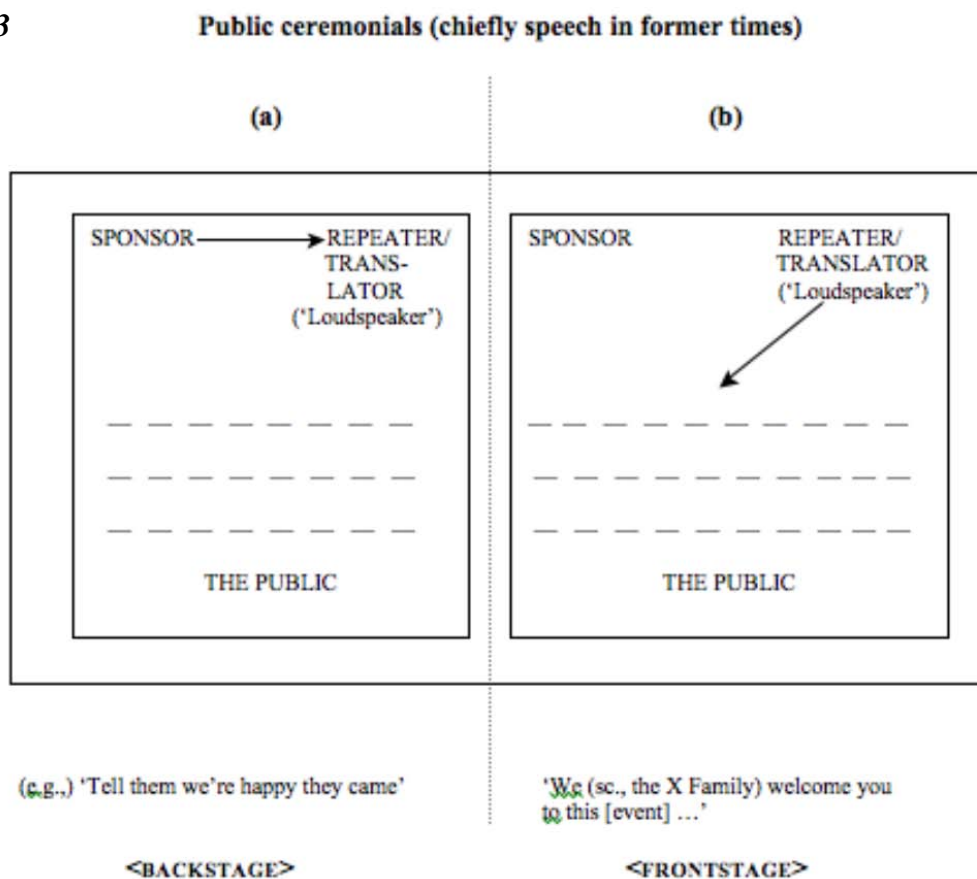 3
Public ceremonials (chiefly speech in former times)
(a)
(b)
SPONSOR
REPEATER/
TRANS-
LATOR
('Loudspeaker')
THE PUBLIC
SPONSOR
REPEATER/
TRANSLATOR
('Loudspeaker')
THE PUBLIC
(e.g.,) 'Tell them we're happy they came'
<BACKSTAGE>
'We (sc., the X Family) welcome you
to this [event] …'
<FRONTSTAGE>